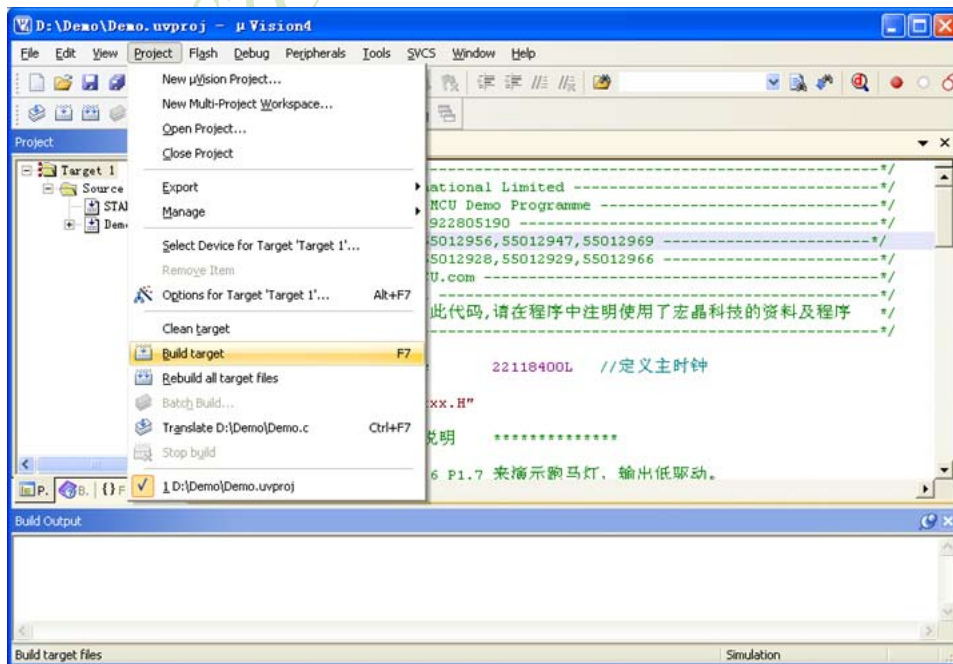 D:\Demo\Demo.uvproj - µVision4
File Edit View Project Flash Debug Peripherals Tools SVCS Window Help
New µVision Project...
New Multi-Project Workspace...
Open Project...
Close Project
Export
Manage
Select Device for Target 'Target 1'...
Remove Item
Options for Target 'Target 1'... Alt+F7
Clean target
Build target F7
Rebuild all target files
Batch Build...
Translate D:\Demo\Demo.c Ctrl+F7
Stop build
1 D:\Demo\Demo.uvproj
Project
Target 1
Source
STA
Dem
P. B. {} F
-----------------------------------------------*/
national Limited ------------------------------*/
MCU Demo Programme ---------------------------*/
922805190 ------------------------------------*/
55012956,55012947,55012969 ---------------------*/
55012928,55012929,55012966 ----------------------*/
U.com ----------------------------------------*/
-----------------------------------------------*/
此代码,请在程序中注明使用了宏晶科技的资料及程序 */
-----------------------------------------------*/
22118400L //定义主时钟
xx.H"
说明 **************
6 P1.7 来演示跑马灯，输出低驱动。
Build Output
Build target files
Simulation